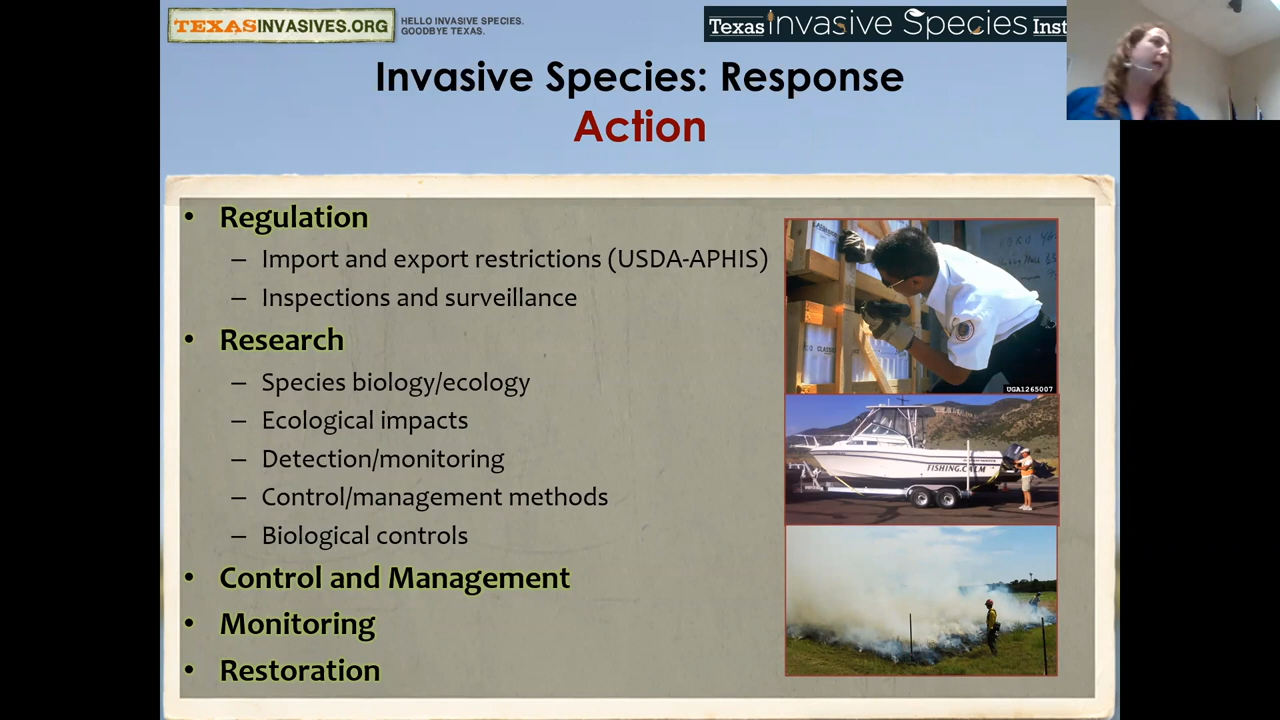 TEXASINVASIVES.ORG
HELLO INVASIVE SPECIES.
GOODBYE TEXAS.
Texas Invasive Species Inst
Invasive Species: Response
Action
• Regulation
– Import and export restrictions (USDA-APHIS)
– Inspections and surveillance
• Research
– Species biology/ecology
– Ecological impacts
– Detection/monitoring
– Control/management methods
– Biological controls
• Control and Management
• Monitoring
• Restoration
UGA1265007
FISHING.CALM